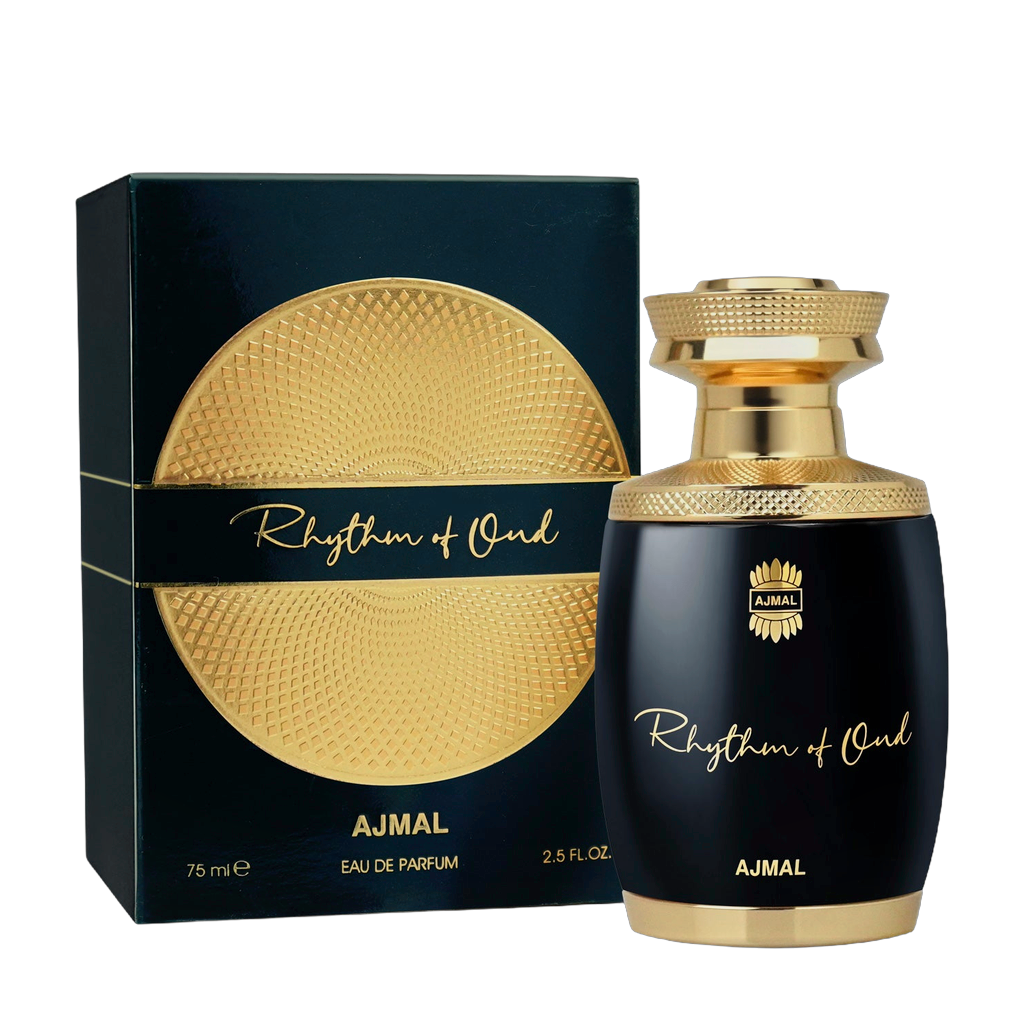 Rhythm of Oud
AJMAL
EAU DE PARFUM
75 ml ℮
2.5 FL.OZ.
AJMAL
Rhythm of Oud
AJMAL